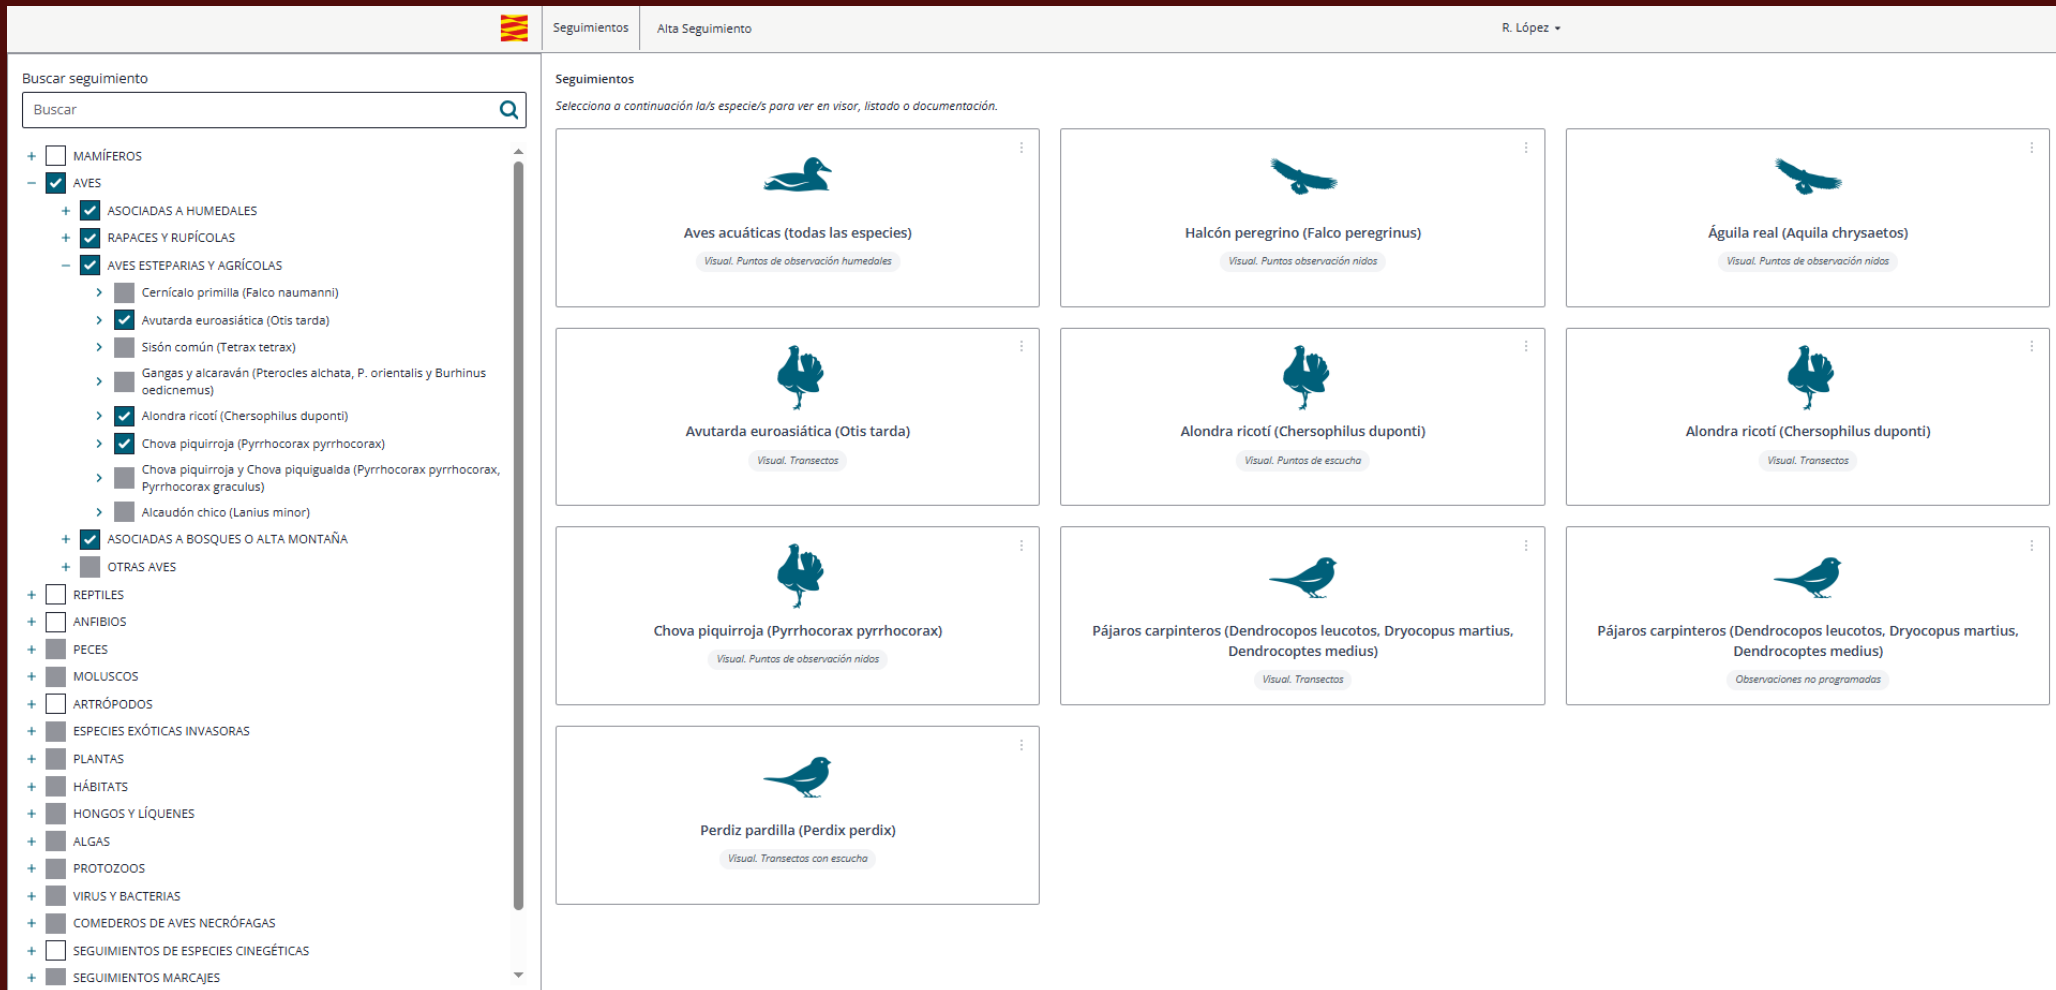 Seguimientos
Alta Seguimiento
R. López
Buscar seguimiento
Buscar
MAMÍFEROS
AVES
ASOCIADAS A HUMEDALES
RAPACES Y RUPÍCOLAS
AVES ESTEPARIAS Y AGRÍCOLAS
Cernícalo primilla (Falco naumanni)
Avutarda euroasiática (Otis tarda)
Sisón común (Tetrax tetrax)
Gangas y alcaraván (Pterocles alchata, P. orientalis y Burhinus
oedicnemus)
Alondra ricotí (Chersophilus duponti)
Chova piquirroja (Pyrrhocorax pyrrhocorax)
Chova piquirroja y Chova piquigualda (Pyrrhocorax pyrrhocorax,
Pyrrhocorax graculus)
Alcaudón chico (Lanius minor)
ASOCIADAS A BOSQUES O ALTA MONTAÑA
OTRAS AVES
REPTILES
ANFIBIOS
PECES
MOLUSCOS
ARTRÓPODOS
ESPECIES EXÓTICAS INVASORAS
PLANTAS
HÁBITATS
HONGOS Y LÍQUENES
ALGAS
PROTOZOOS
VIRUS Y BACTERIAS
COMEDEROS DE AVES NECRÓFAGAS
SEGUIMIENTOS DE ESPECIES CINEGÉTICAS
SEGUIMIENTOS MARCAJES
Seguimientos
Selecciona a continuación la/s especie/s para ver en visor, listado o documentación.
Aves acuáticas (todas las especies)
Visual. Puntos de observación humedales
Halcón peregrino (Falco peregrinus)
Visual. Puntos observación nidos
Águila real (Aquila chrysaetos)
Visual. Puntos de observación nidos
Avutarda euroasiática (Otis tarda)
Visual. Transectos
Alondra ricotí (Chersophilus duponti)
Visual. Puntos de escucha
Alondra ricotí (Chersophilus duponti)
Visual. Transectos
Chova piquirroja (Pyrrhocorax pyrrhocorax)
Visual. Puntos de observación nidos
Pájaros carpinteros (Dendrocopos leucotos, Dryocopus martius,
Dendrocoptes medius)
Visual. Transectos
Pájaros carpinteros (Dendrocopos leucotos, Dryocopus martius,
Dendrocoptes medius)
Observaciones no programadas
Perdiz pardilla (Perdix perdix)
Visual. Transectos con escucha